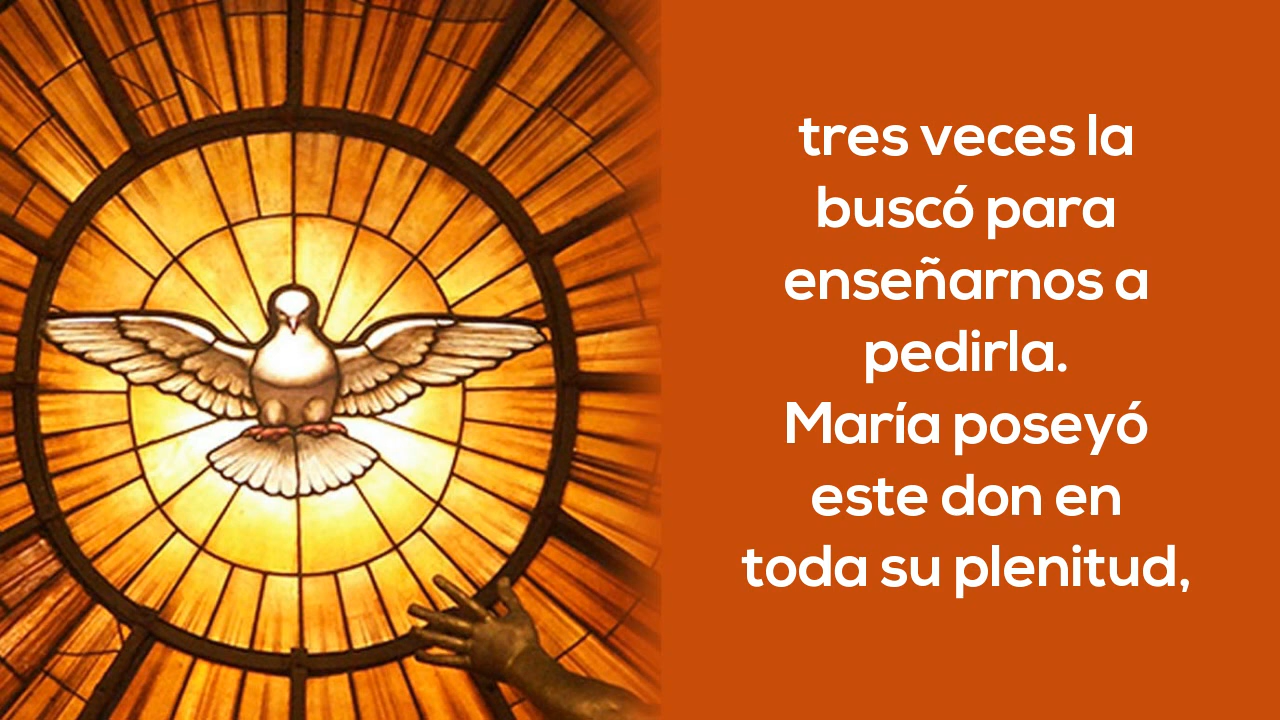 tres veces la
buscó para
enseñarnos a
pedirla.
María poseyó
este don en
toda su plenitud,